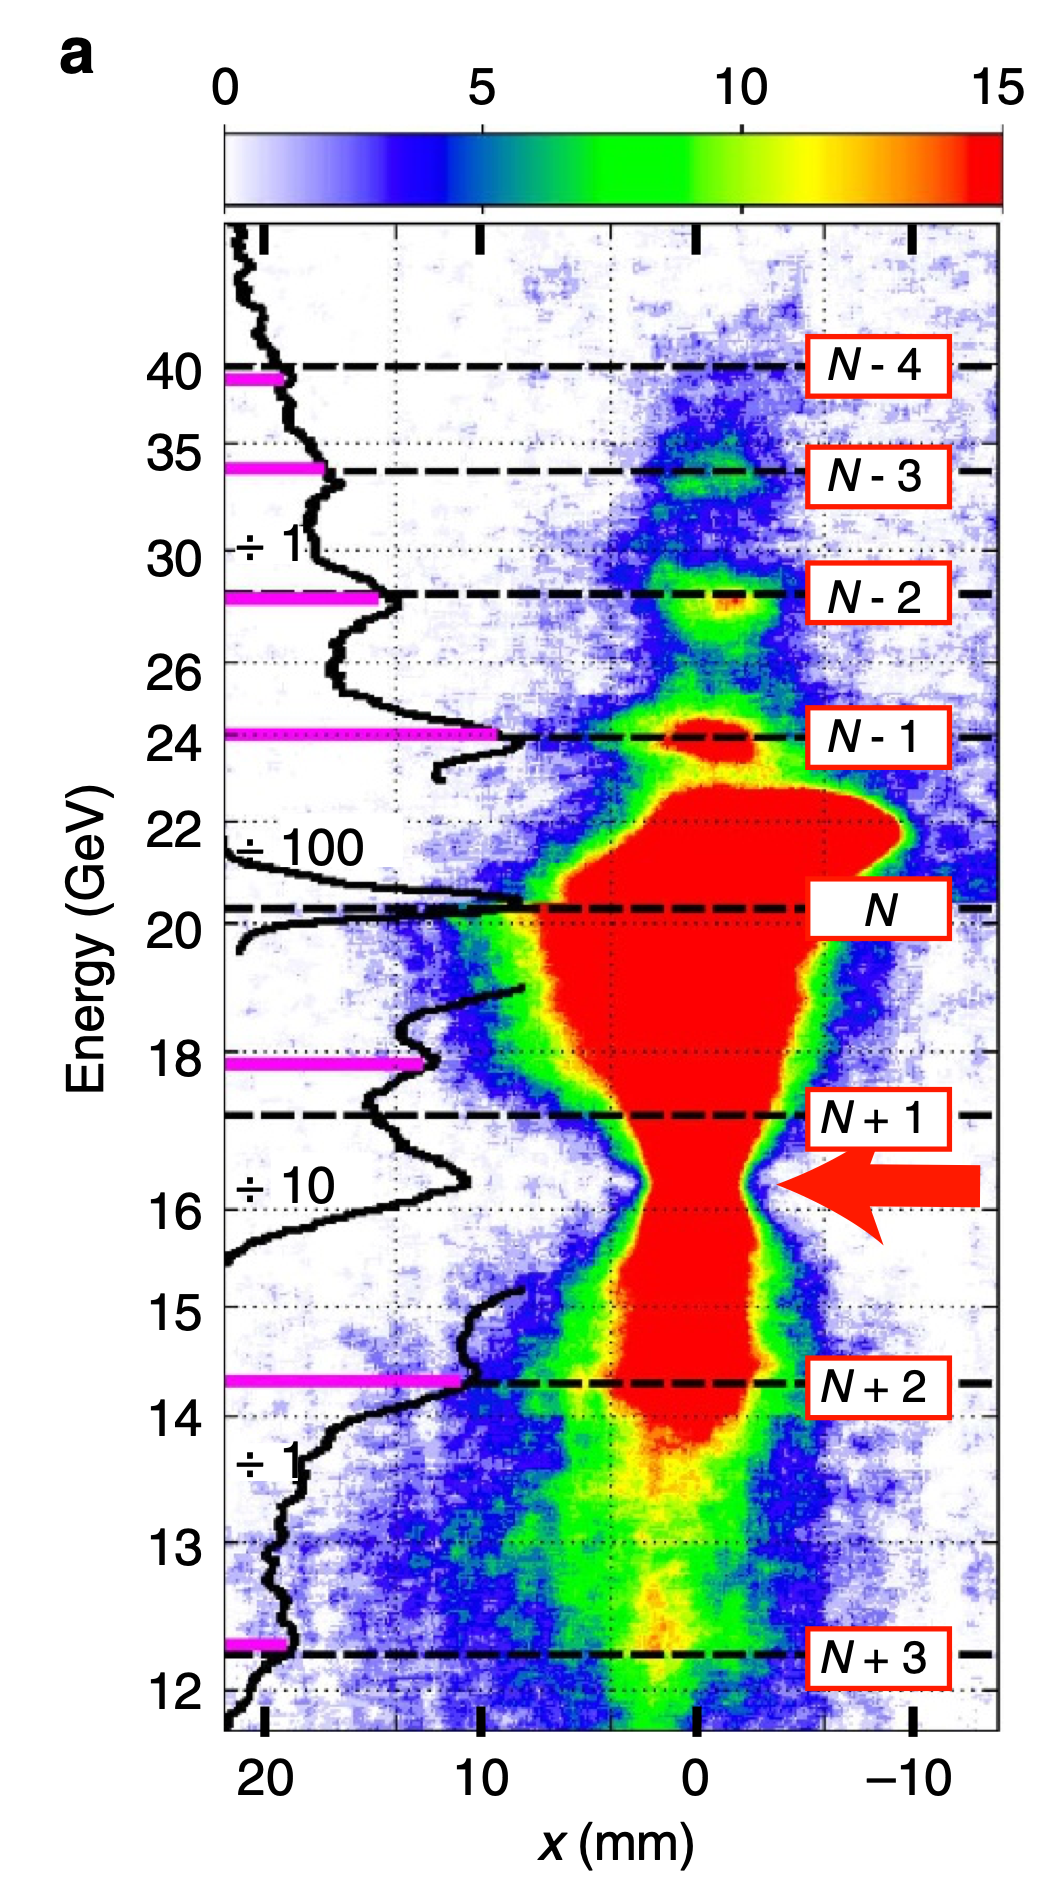 a
0 5 10 15
40
35
30
26
24
22
20
18
16
15
14
13
12
Energy (GeV)
÷ 1
÷ 100
÷ 10
÷ 1
N - 4
N - 3
N - 2
N - 1
N
N + 1
N + 2
N + 3
20 10 0 −10
x (mm)